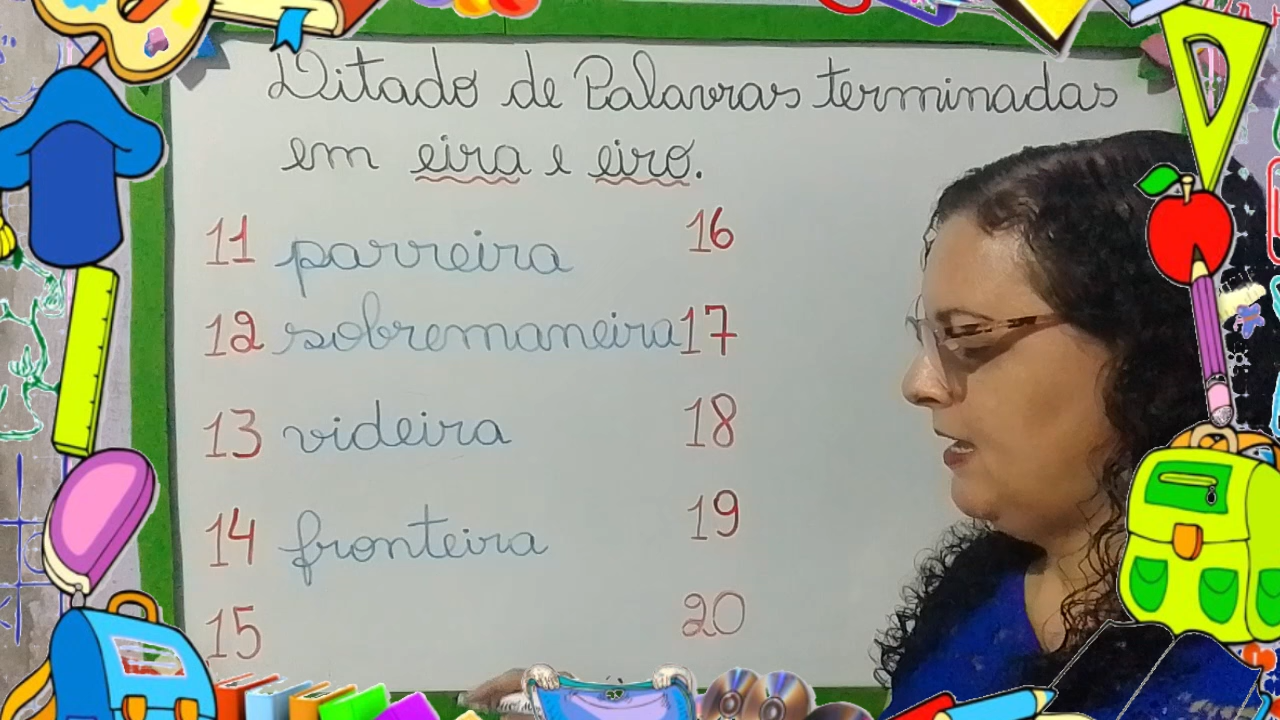 Ditado de Palavras terminadas
em eira e eiro.
11 parreira
12 sobremaneira
13 videira
14 fronteira
15
16
17
18
19
20